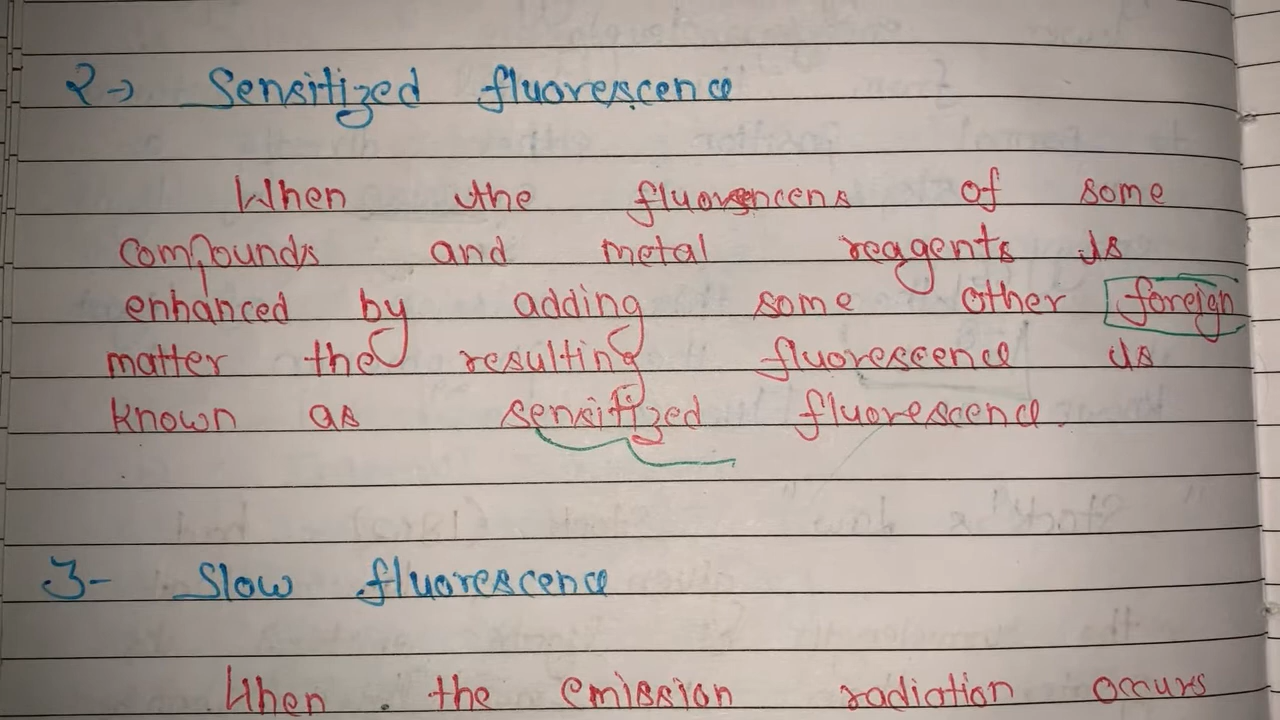 2→ Sensitized fluorescence
When the of some
compounds and metal reagents is
enhanced by adding some other foreign
matter the resulting fluorescence is
known as sensitized fluorescence.
3- Slow fluorescence
When the emission radiation occurs